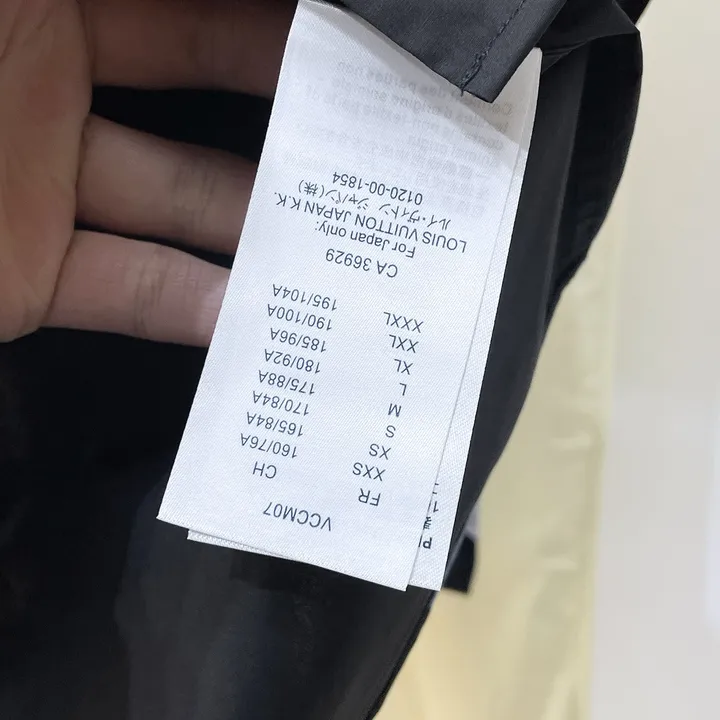 VCCM07
FR CH
XXS 160/76A
XS 165/84A
S 170/84A
M 175/88A
L 180/92A
XL 185/96A
XXL 190/100A
XXXL 195/104A
CA 36929
For Japan only:
LOUIS VUITTON JAPAN K.K.
ルイ・ヴィトン ジャパン(株)
0120-00-1854